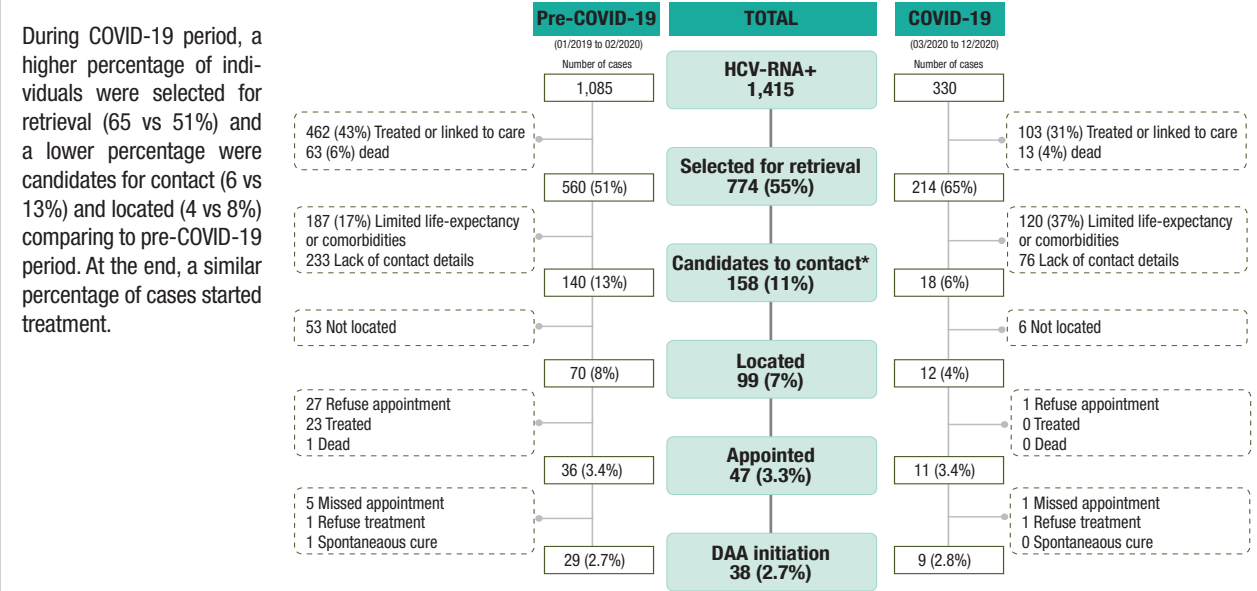 During COVID-19 period, a
higher percentage of indi-
viduals were selected for
retrieval (65 vs 51%) and
a lower percentage were
candidates for contact (6 vs
13%) and located (4 vs 8%)
comparing to pre-COVID-19
period. At the end, a similar
percentage of cases started
treatment.
Pre-COVID-19
TOTAL
COVID-19
(01/2019 to 02/2020)
(03/2020 to 12/2020)
Number of cases
Number of cases
1,085
HCV-RNA+
1,415
330
462 (43%) Treated or linked to care
63 (6%) dead
103 (31%) Treated or linked to care
13 (4%) dead
560 (51%)
Selected for retrieval
774 (55%)
214 (65%)
187 (17%) Limited life-expectancy
or comorbidities
233 Lack of contact details
120 (37%) Limited life-expectancy
or comorbidities
76 Lack of contact details
140 (13%)
Candidates to contact*
158 (11%)
18 (6%)
53 Not located
6 Not located
70 (8%)
Located
99 (7%)
12 (4%)
27 Refuse appointment
23 Treated
1 Dead
1 Refuse appointment
0 Treated
0 Dead
36 (3.4%)
Appointed
47 (3.3%)
11 (3.4%)
5 Missed appointment
1 Refuse treatment
1 Spontaneaous cure
1 Missed appointment
1 Refuse treatment
0 Spontaneous cure
29 (2.7%)
DAA initiation
38 (2.7%)
9 (2.8%)